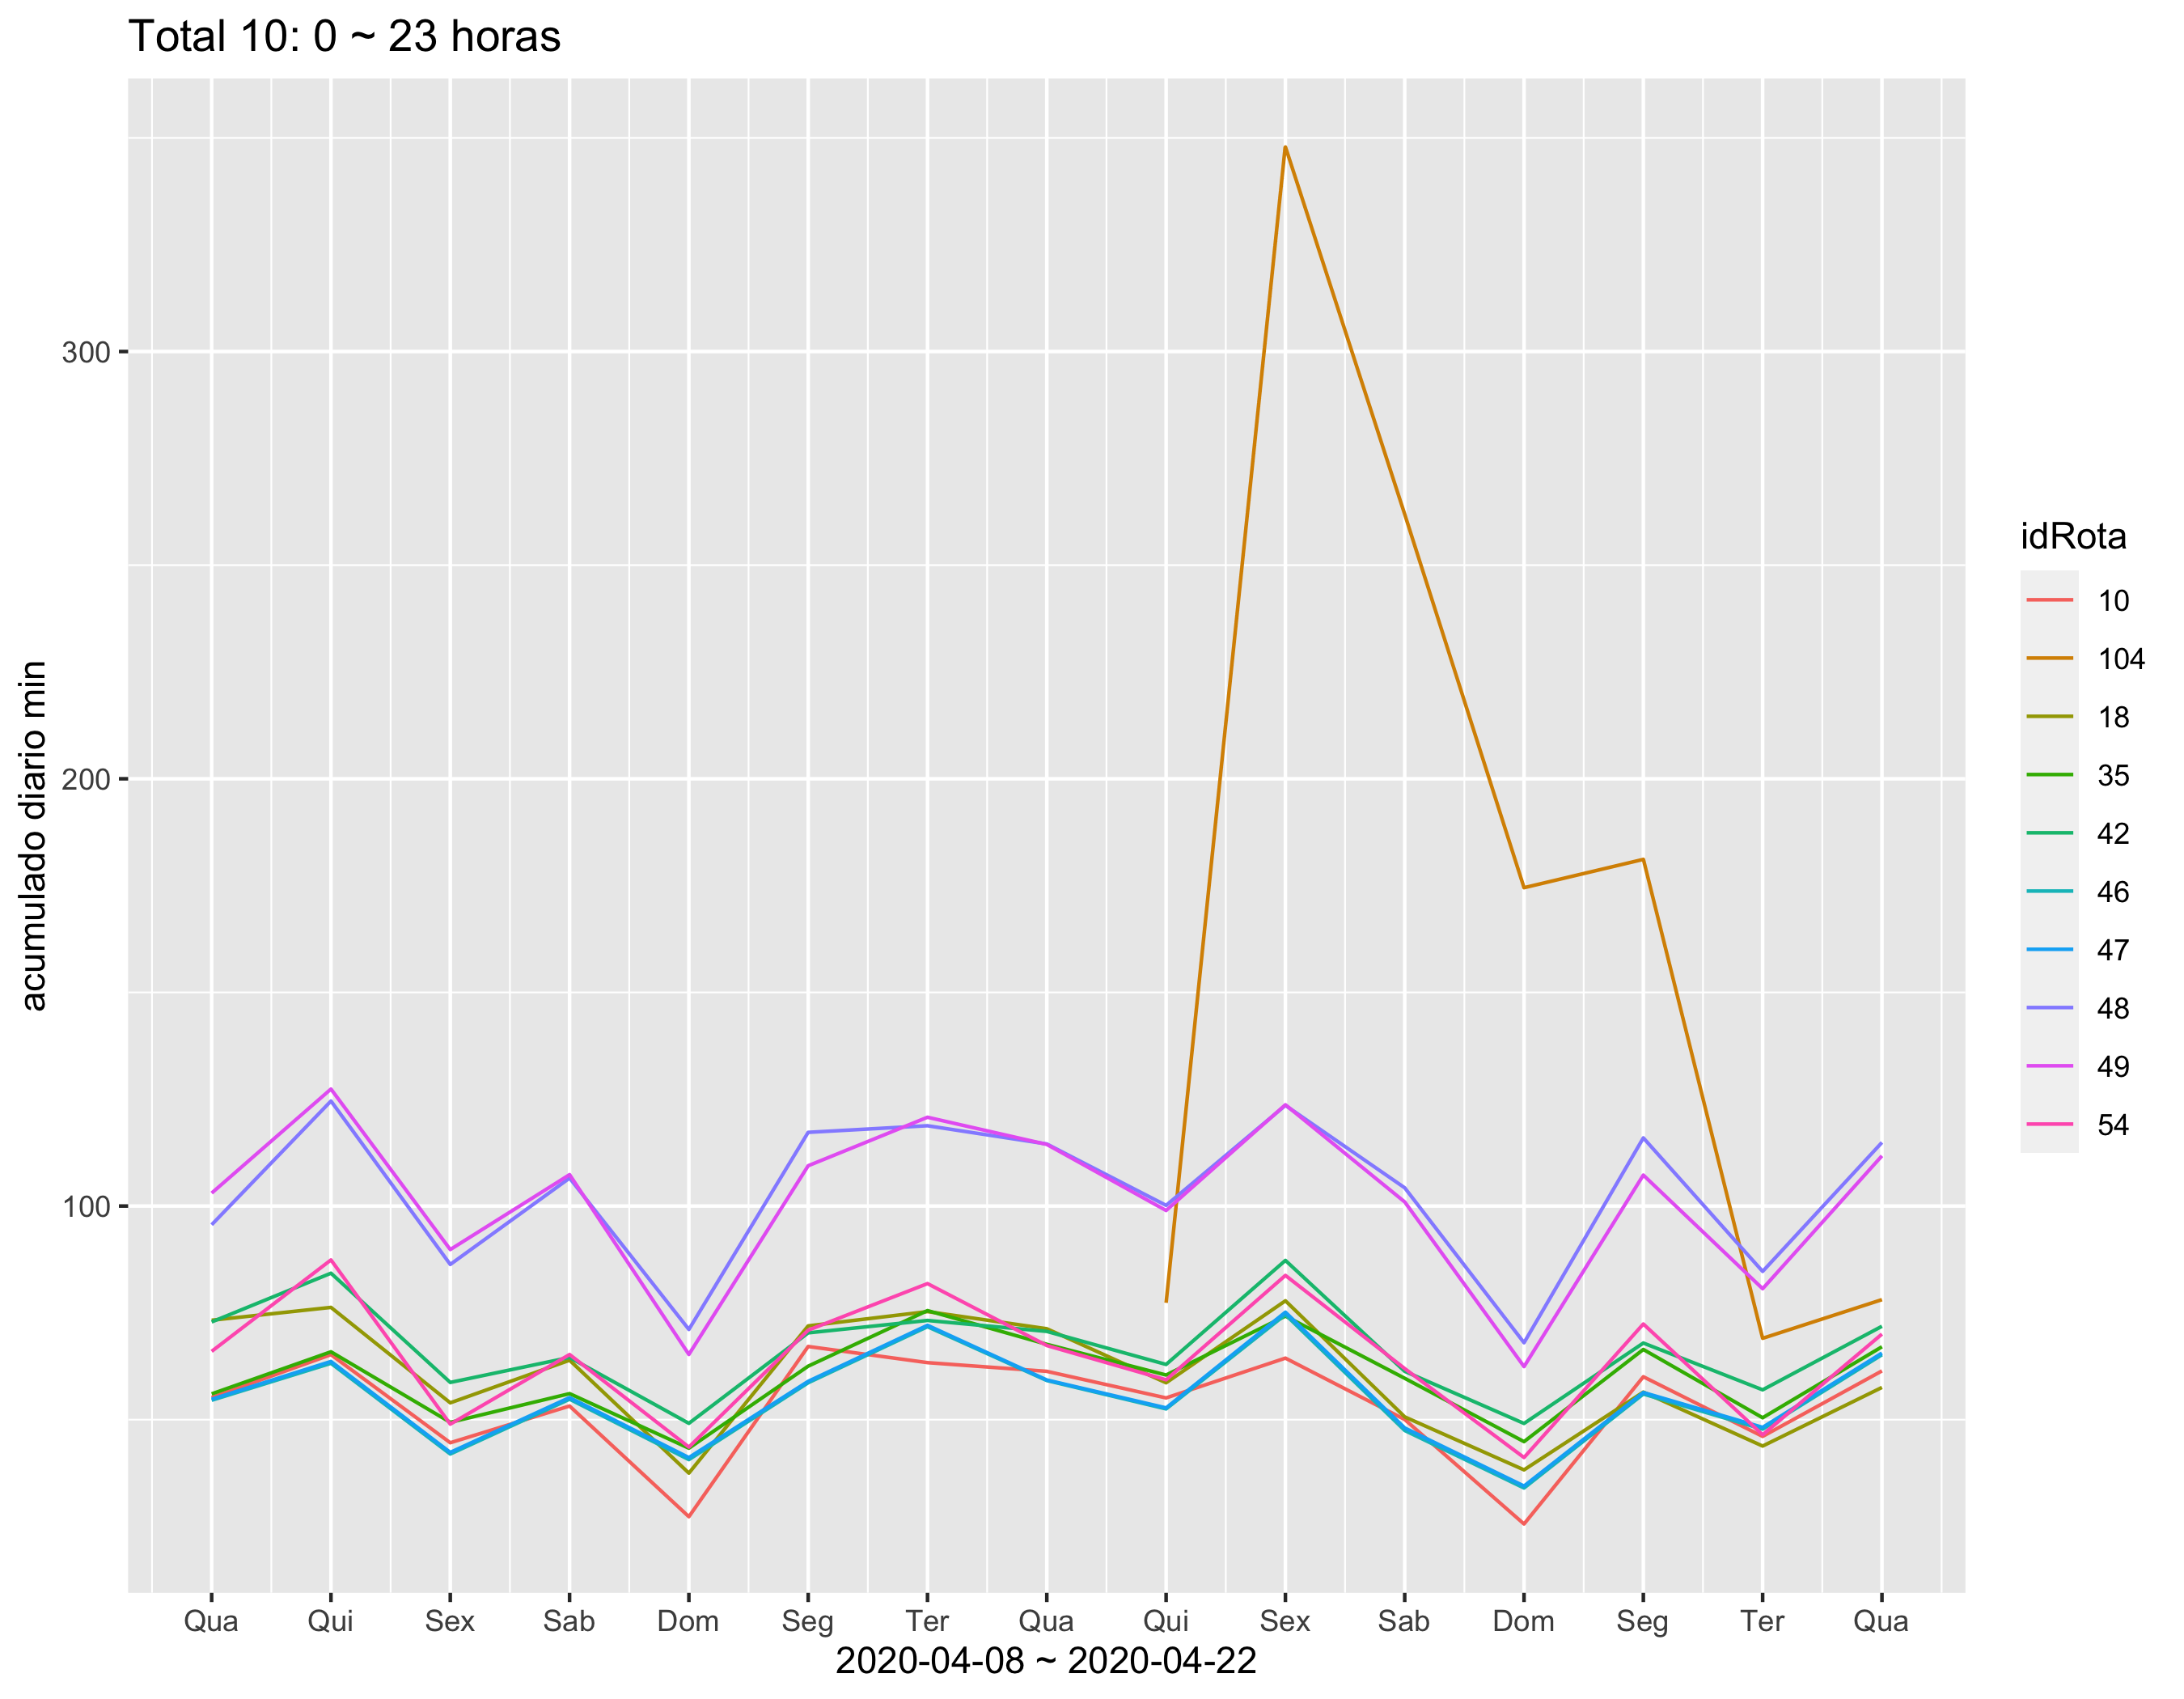 Total 10: 0 ~ 23 horas
acumulado diario min
300
200
100
Qua Qui Sex Sab Dom Seg Ter Qua Qui Sex Sab Dom Seg Ter Qua
2020-04-08 ~ 2020-04-22
idRota
10
104
18
35
42
46
47
48
49
54